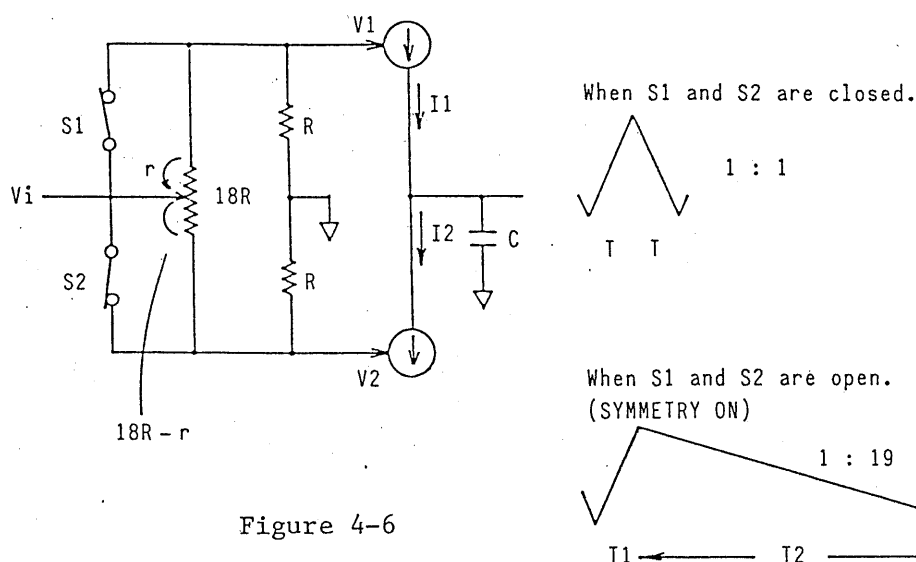 V1
I1
When S1 and S2 are closed.
S1
R
r
1 : 1
Vi
18R
I2
C
T T
S2
R
V2
When S1 and S2 are open.
(SYMMETRY ON)
18R - r
1 : 19
Figure 4-6
T1 T2